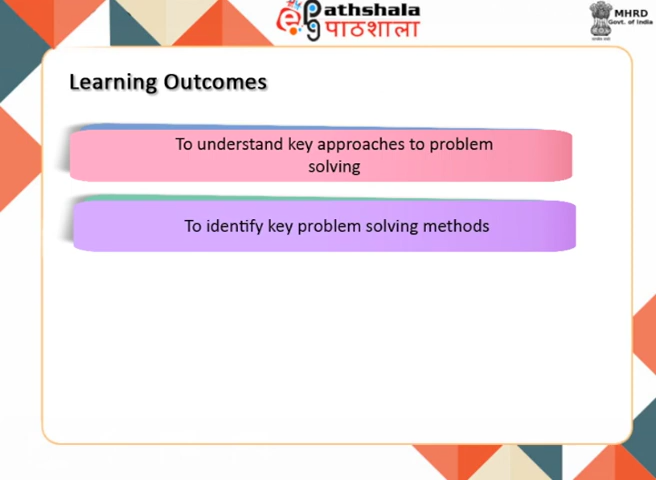 athshala
पाठशाला
MHRD
Govt. of India
Learning Outcomes
To understand key approaches to problem
solving
To identify key problem solving methods